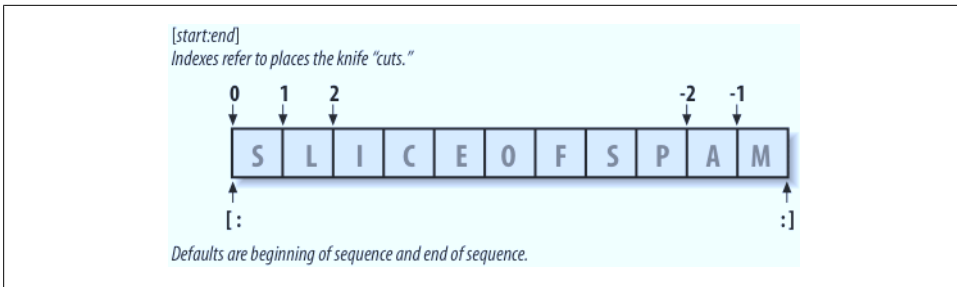 [start:end]
Indexes refer to places the knife “cuts.”
0 1 2 -2 -1
S L I C E O F S P A M
[: :]
Defaults are beginning of sequence and end of sequence.